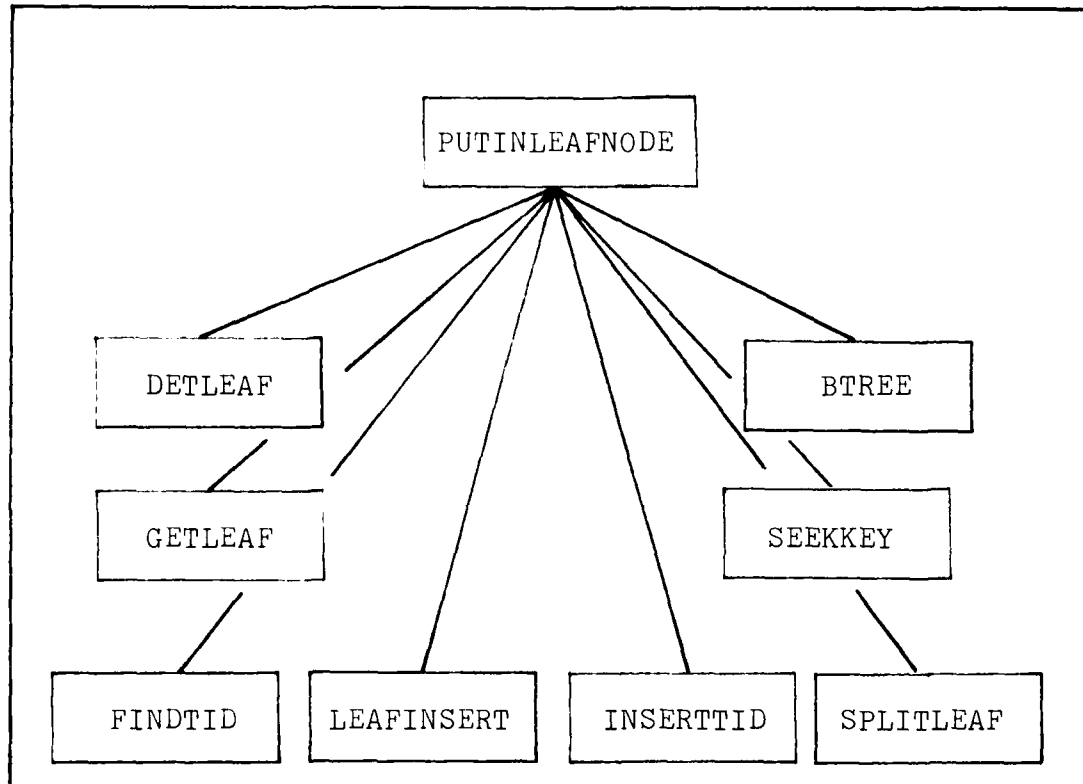 PUTINLEAFNODE
DETLEAF
BTREE
GETLEAF
SEEKKEY
FINDTID
LEAFINSERT
INSERTTID
SPLITLEAF